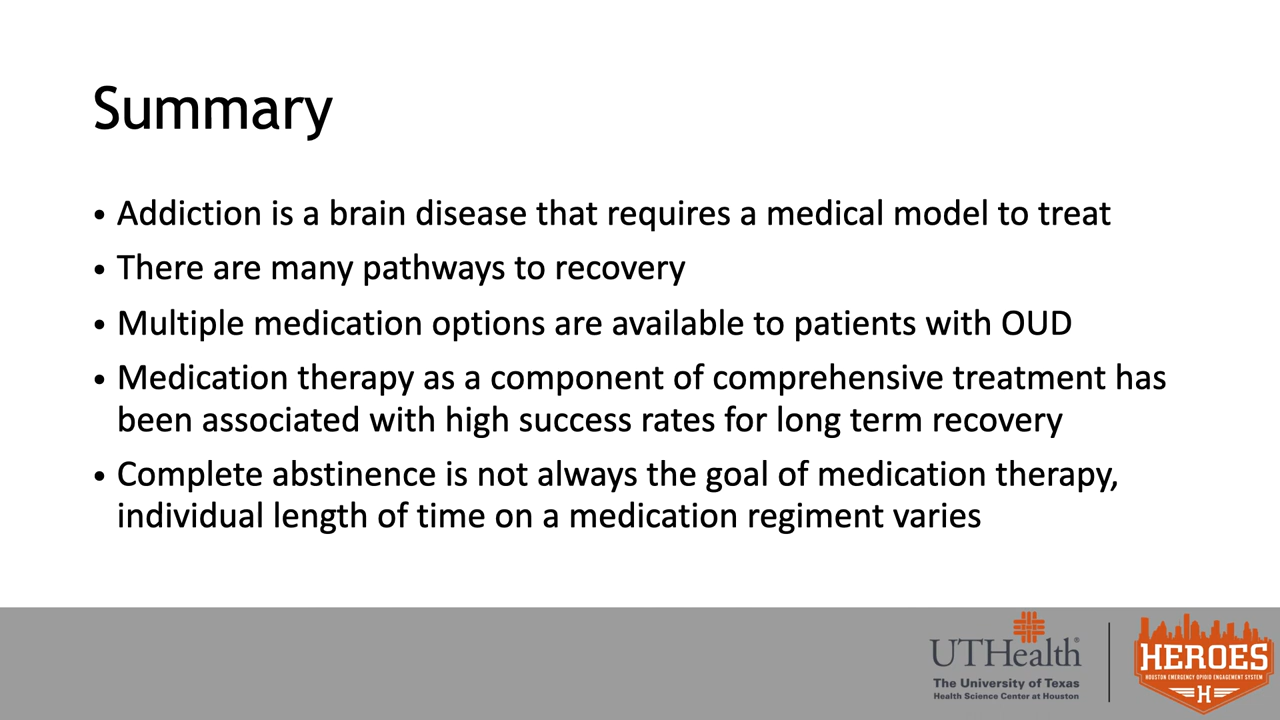 Summary
• Addiction is a brain disease that requires a medical model to treat
• There are many pathways to recovery
• Multiple medication options are available to patients with OUD
• Medication therapy as a component of comprehensive treatment has
been associated with high success rates for long term recovery
• Complete abstinence is not always the goal of medication therapy,
individual length of time on a medication regiment varies
UTHealth®
The University of Texas
Health Science Center at Houston
HEROES
HOUSTON EMERGENCY OPIOID ENGAGEMENT SYSTEM
H